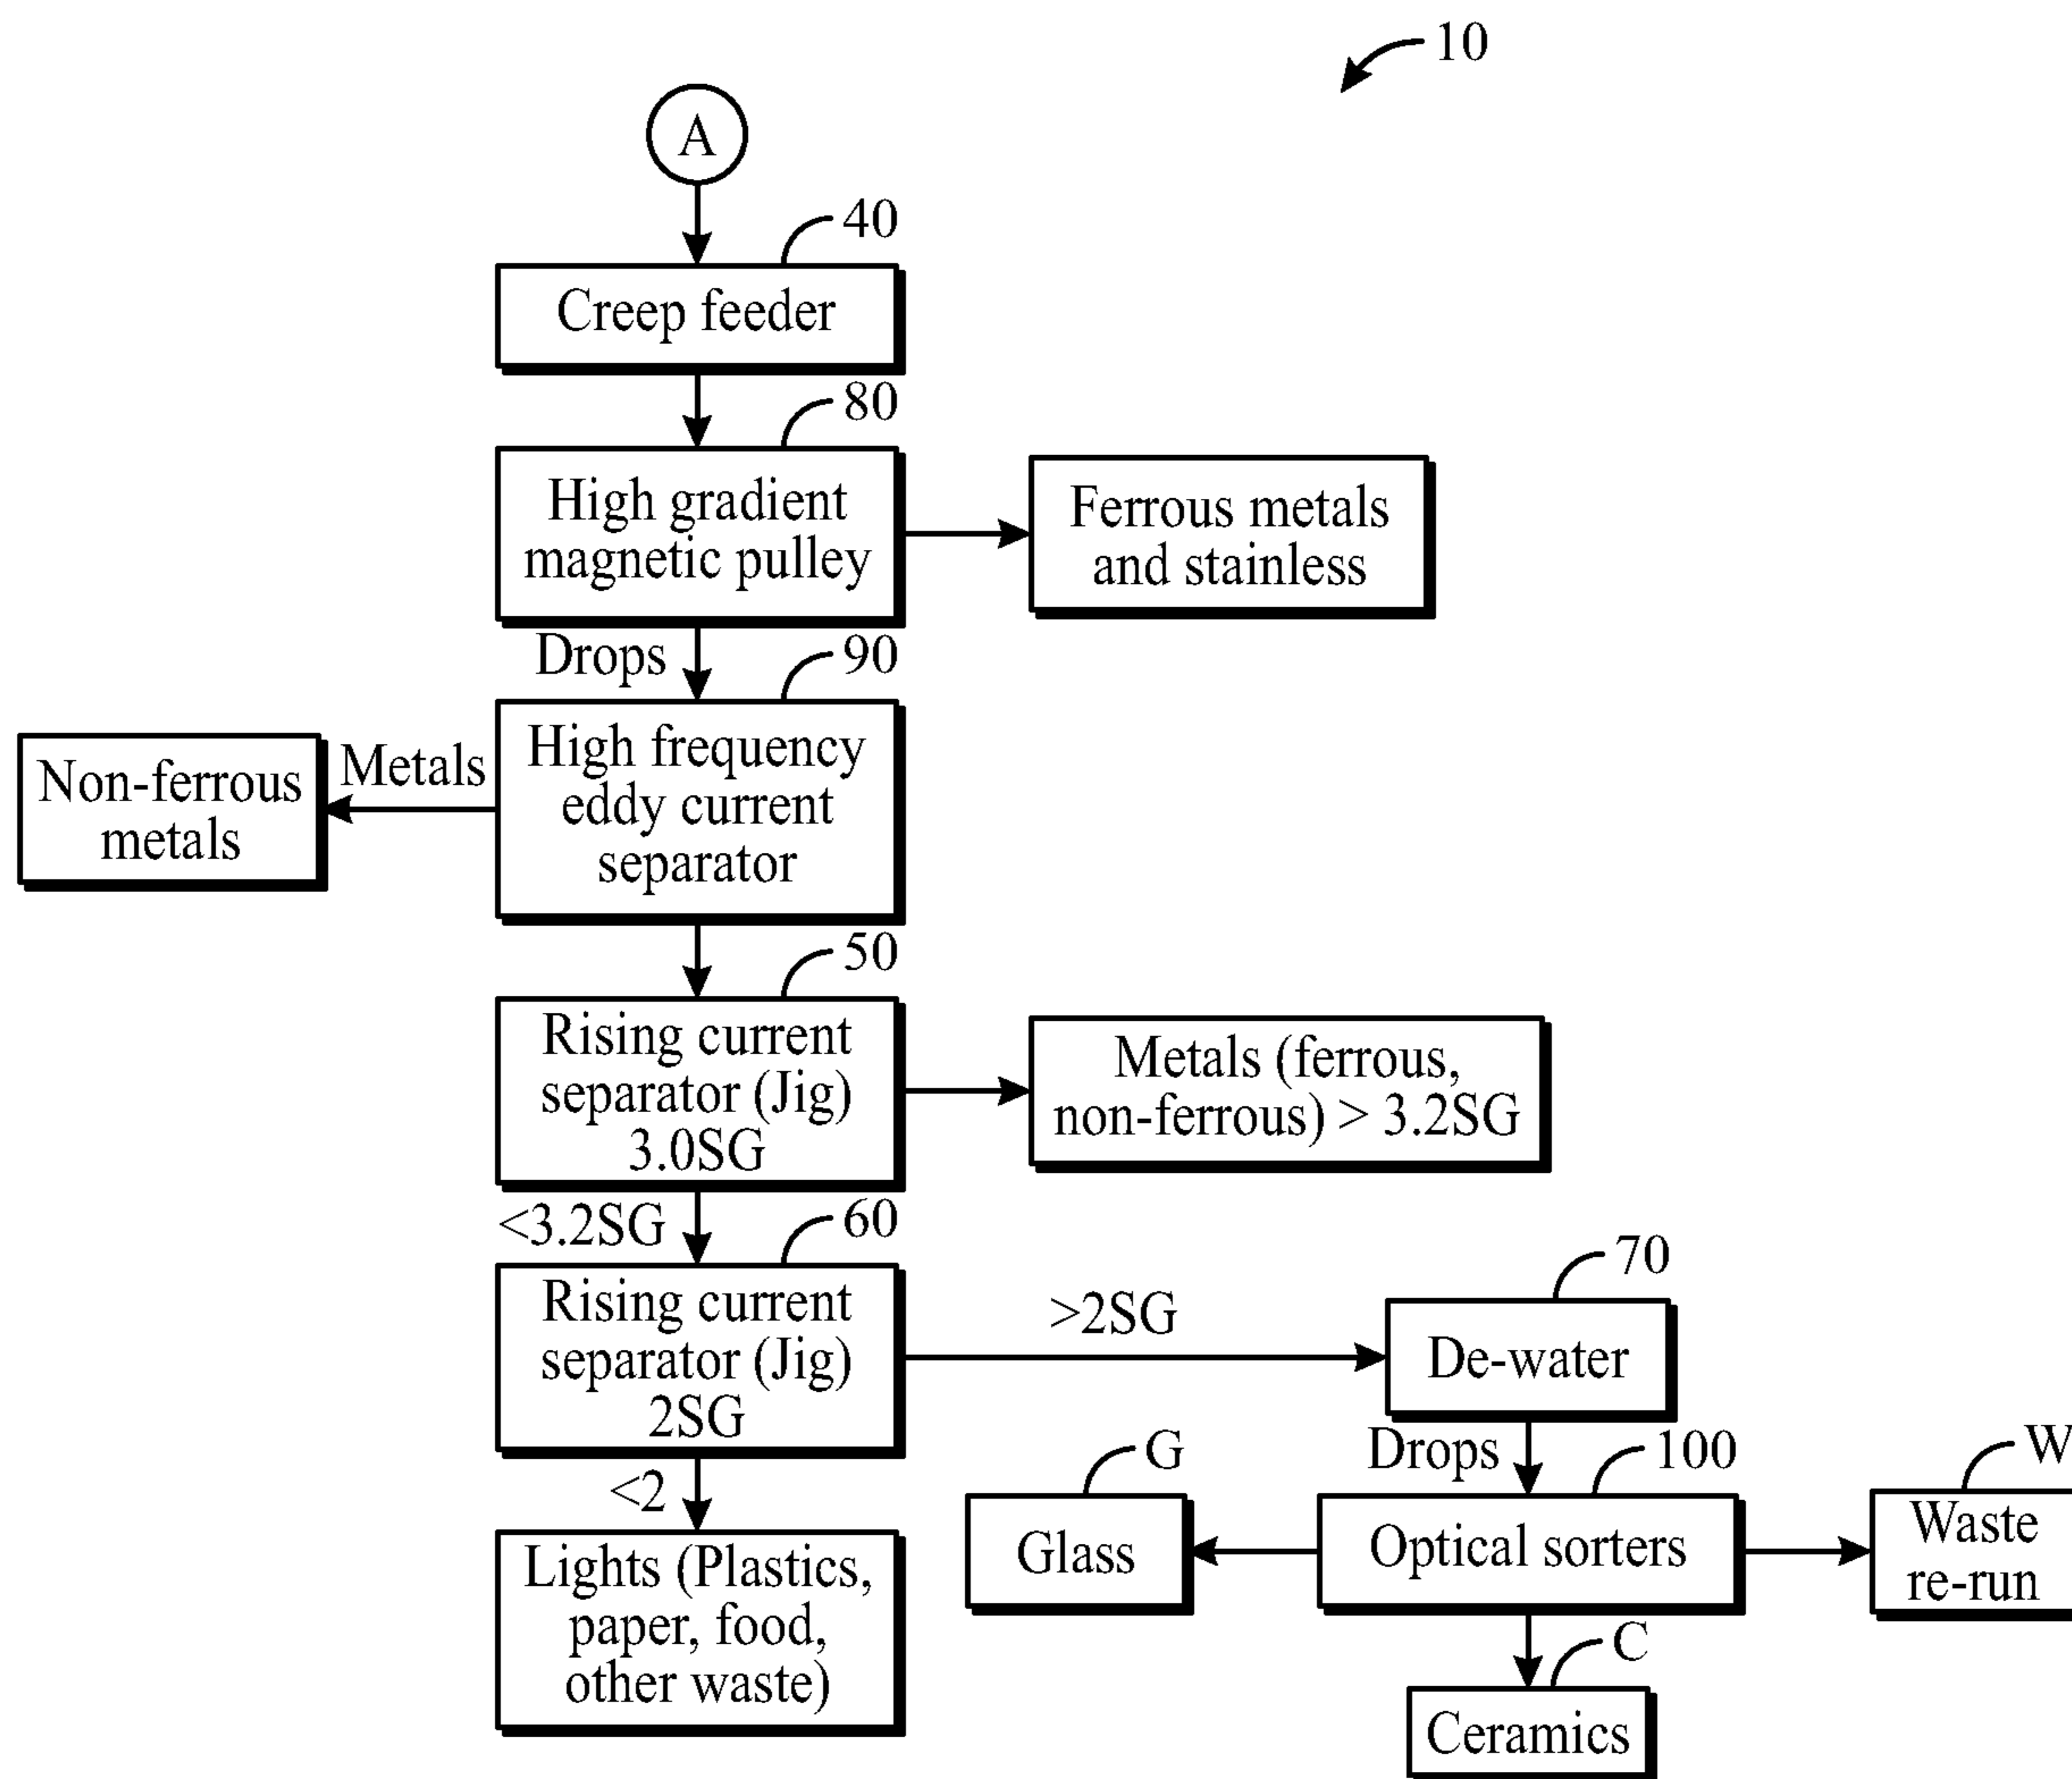 10
A
40
Creep feeder
80
High gradient
magnetic pulley
Ferrous metals
and stainless
Drops
90
High frequency
eddy current
separator
Metals
Non-ferrous
metals
50
Rising current
separator (Jig)
3.0SG
Metals (ferrous,
non-ferrous) > 3.2SG
<3.2SG
60
Rising current
separator (Jig)
2SG
>2SG
70
De-water
Drops
100
Optical sorters
G
Glass
W
Waste
re-run
C
Ceramics
<2
Lights (Plastics,
paper, food,
other waste)